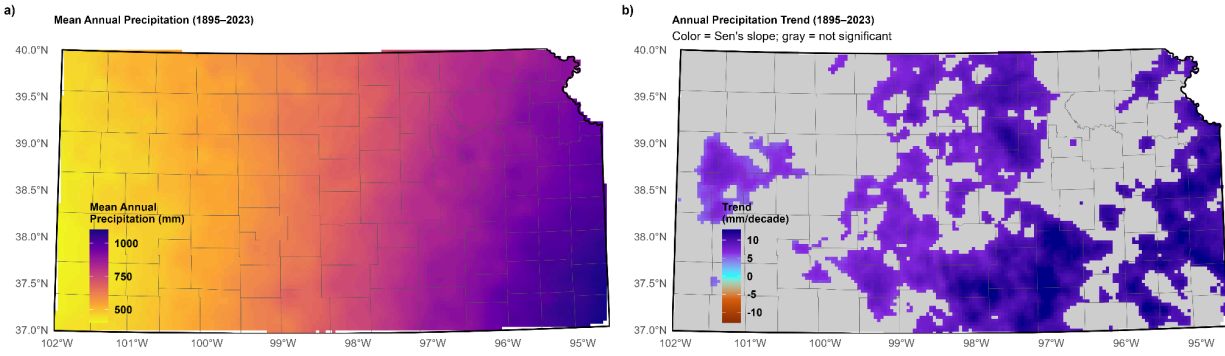 a)
Mean Annual Precipitation (1895–2023)
40.0°N
39.5°N
39.0°N
38.5°N
38.0°N
37.5°N
37.0°N
Mean Annual
Precipitation (mm)
1000
750
500
102°W 101°W 100°W 99°W 98°W 97°W 96°W 95°W
b)
Annual Precipitation Trend (1895–2023)
Color = Sen's slope; gray = not significant
40.0°N
39.5°N
39.0°N
38.5°N
38.0°N
37.5°N
37.0°N
Trend
(mm/decade)
10
5
0
-5
-10
102°W 101°W 100°W 99°W 98°W 97°W 96°W 95°W